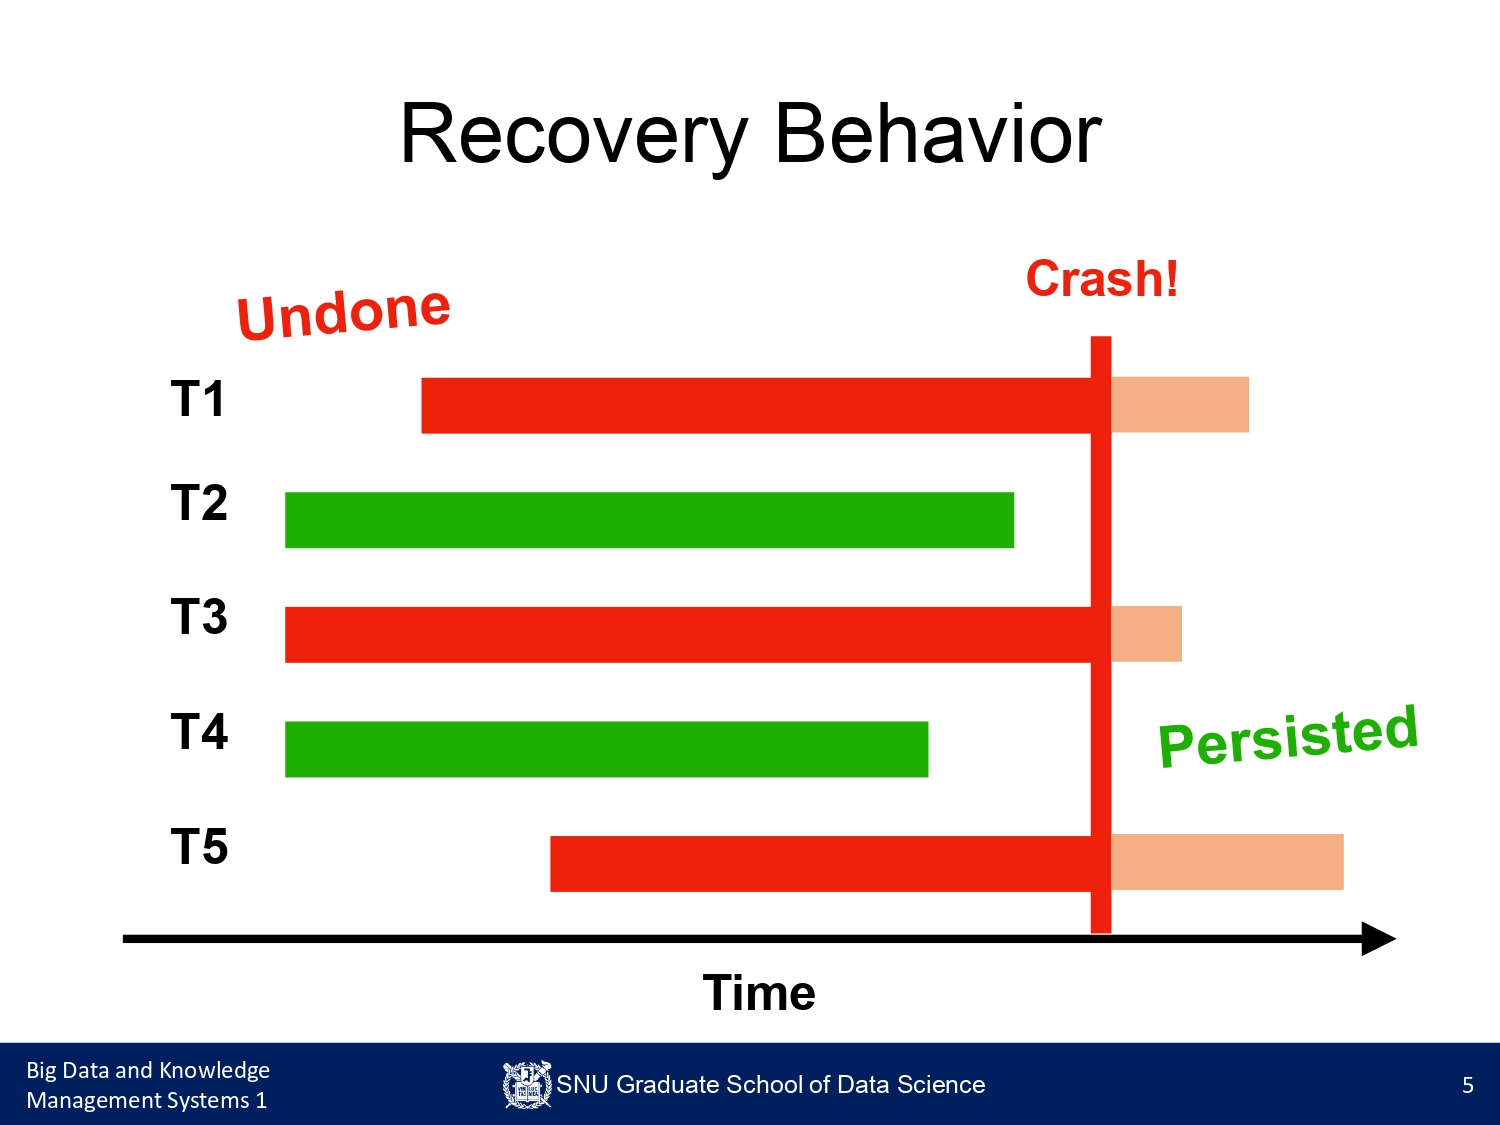 Recovery Behavior
Crash!
Undone
T1
T2
T3
T4
Persisted
T5
Time
Big Data and Knowledge
Management Systems 1
SNU Graduate School of Data Science
5